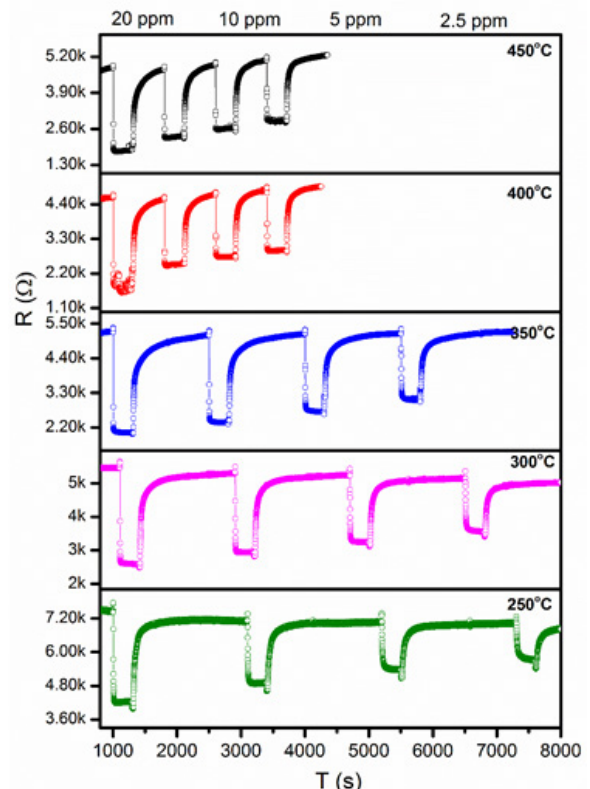 20 ppm 10 ppm 5 ppm 2.5 ppm
450°C
5.20k
3.90k
2.60k
1.30k
400°C
4.40k
3.30k
2.20k
1.10k
350°C
5.50k
4.40k
3.30k
2.20k
300°C
5k
4k
3k
2k
250°C
7.20k
6.00k
4.80k
3.60k
R (Ω)
1000 2000 3000 4000 5000 6000 7000 8000
T (s)